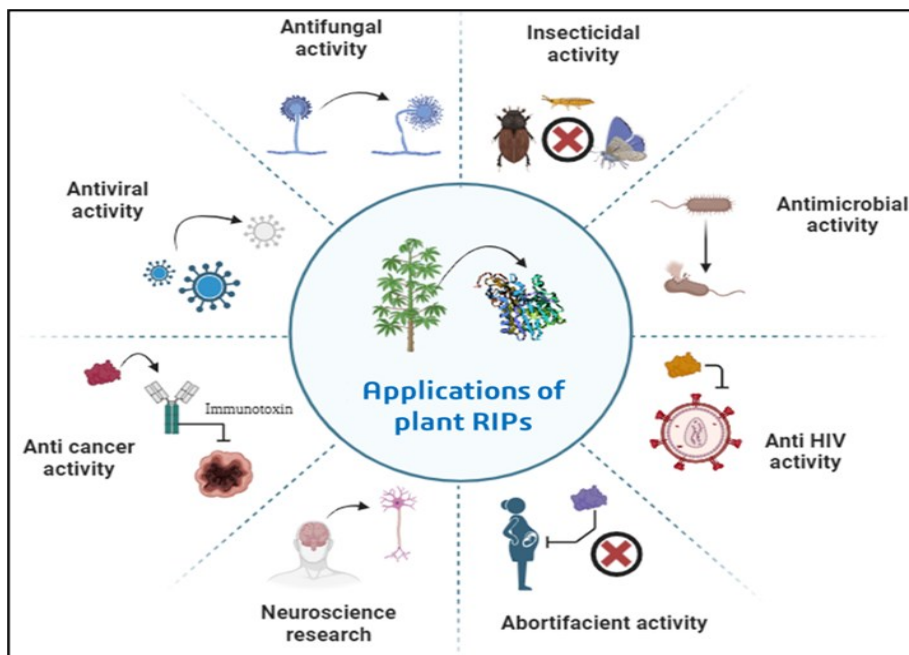 Antifungal
activity
Insecticidal
activity
Antiviral
activity
Antimicrobial
activity
Applications of
plant RIPs
Immunotoxin
Anti cancer
activity
Anti HIV
activity
Neuroscience
research
Abortifacient activity